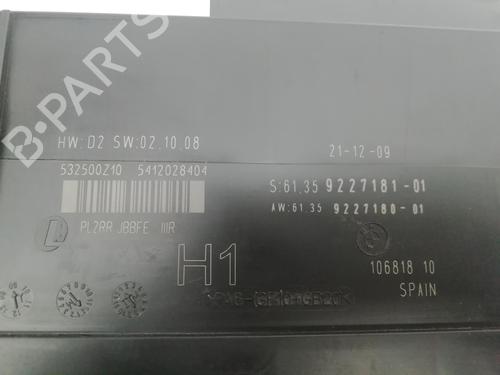 B-PARTS
HW:D2 SW:02.10.08
21-12-09
532500Z10 5412028404
S:61.35 9227181-01
AW:61.35 9227180-01
PL2RR JBBFE IIIR
H1
106818 10
SPAIN